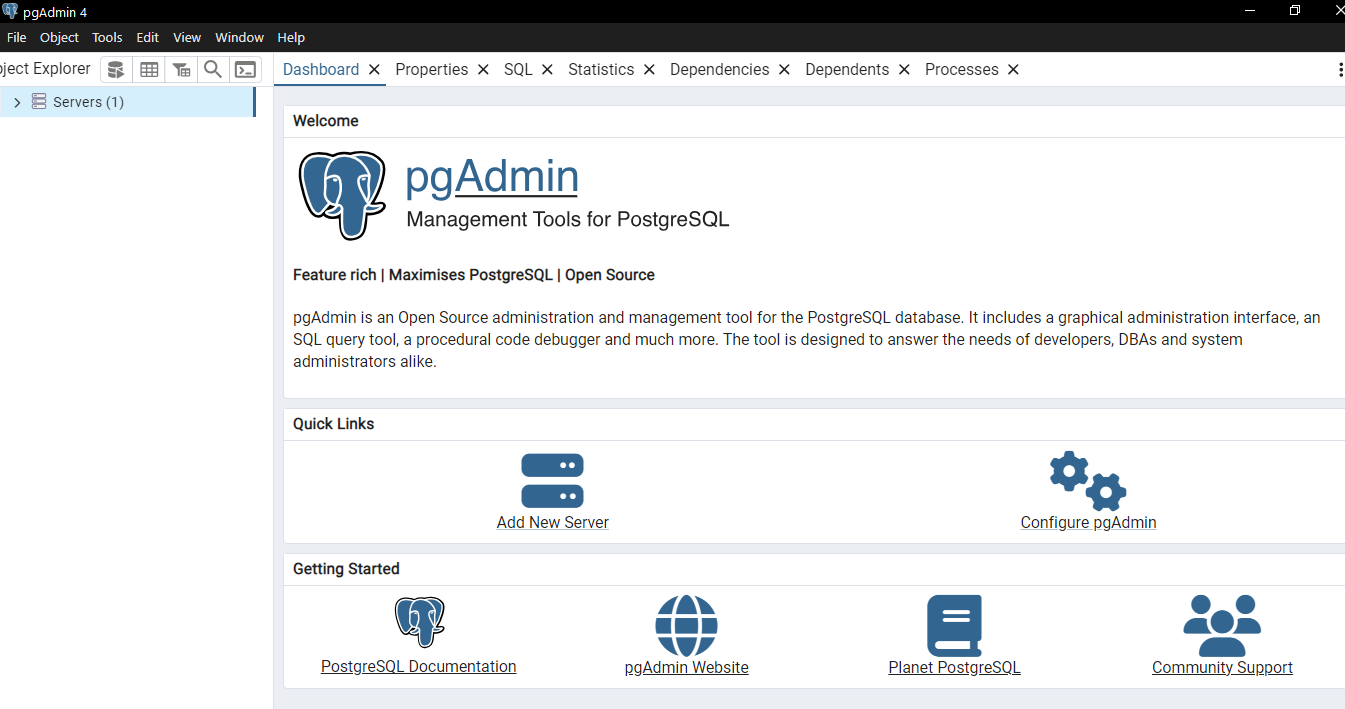 pgAdmin 4
File Object Tools Edit View Window Help
bject Explorer
Dashboard Properties SQL Statistics Dependencies Dependents Processes
Servers (1)
Welcome
pgAdmin
Management Tools for PostgreSQL
Feature rich | Maximises PostgreSQL | Open Source
pgAdmin is an Open Source administration and management tool for the PostgreSQL database. It includes a graphical administration interface, an
SQL query tool, a procedural code debugger and much more. The tool is designed to answer the needs of developers, DBAs and system
administrators alike.
Quick Links
Add New Server
Configure pgAdmin
Getting Started
PostgreSQL Documentation
pgAdmin Website
Planet PostgreSQL
Community Support